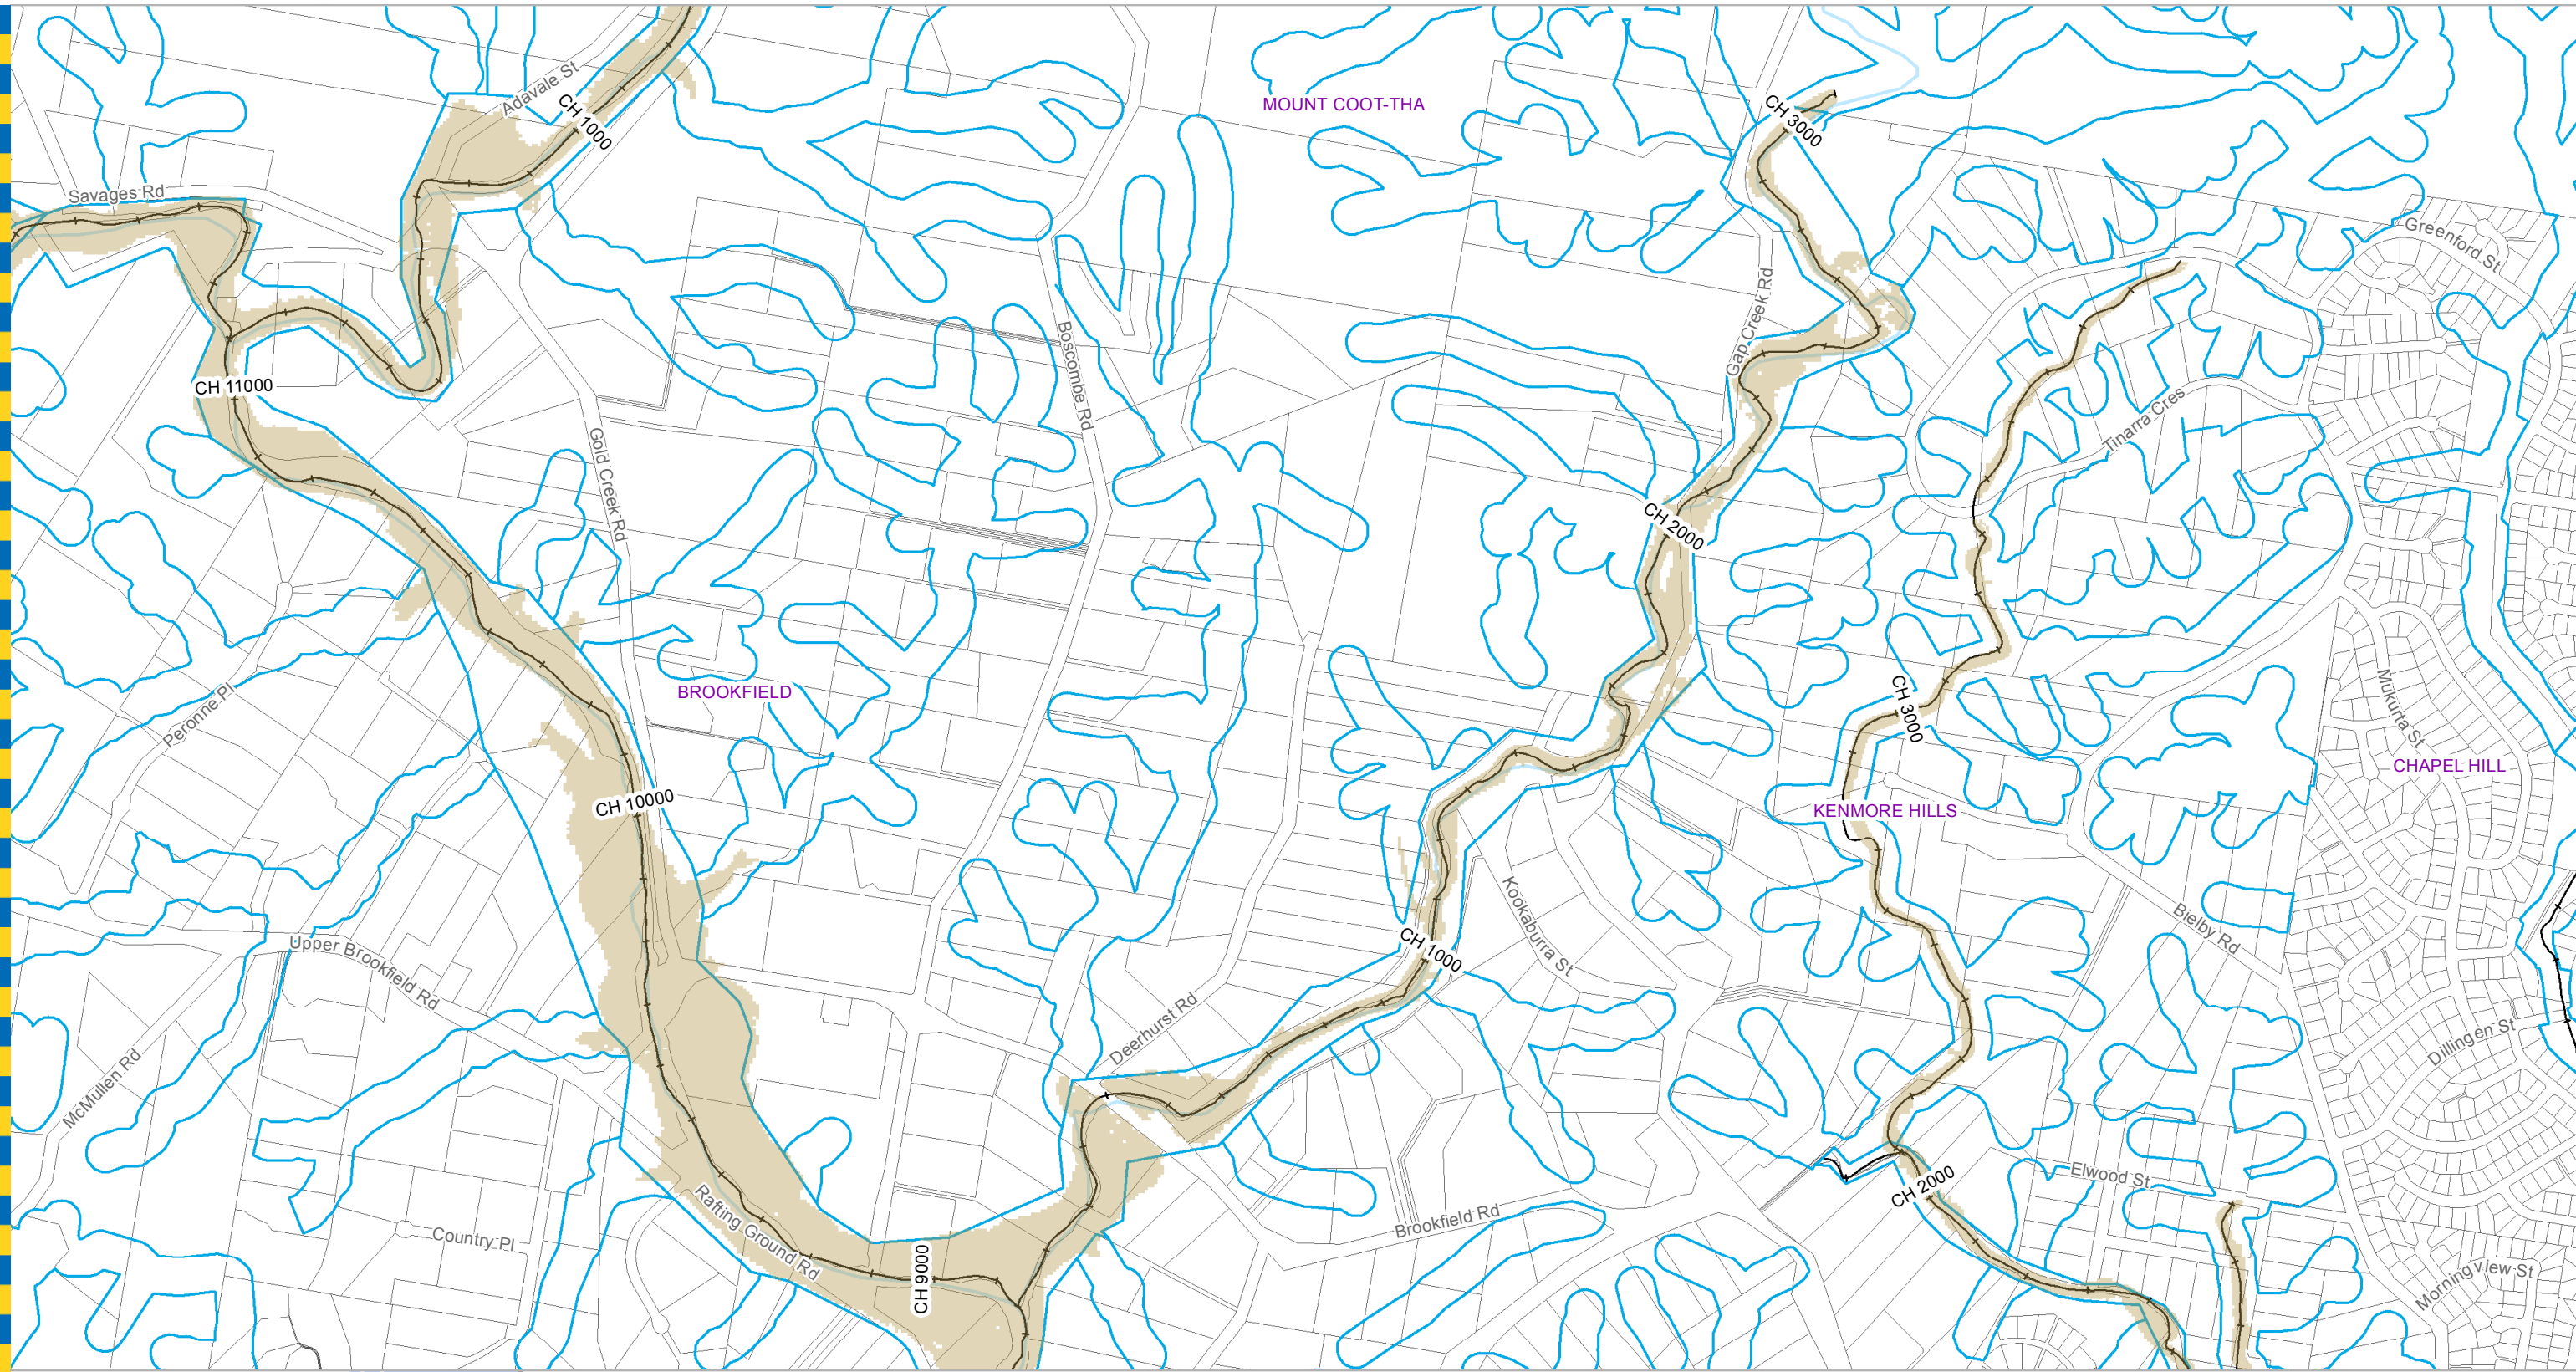 Adavale St
CH 1000
MOUNT COOT-THA
CH 3000
Savages Rd
Greenford St
Gap Creek Rd
Boscombe Rd
CH 11000
Tinarra Cres
Gold Creek Rd
CH 2000
BROOKFIELD
Peronne Pl
CH 3000
Mukurta St
CHAPEL HILL
CH 10000
KENMORE HILLS
Kookaburra St
Bielby Rd
Upper Brookfield Rd
CH 1000
Deerhurst Rd
Dillingen St
McMullen Rd
Elwood St
CH 2000
Rafting Ground Rd
Brookfield Rd
Country Pl
CH 9000
Morningview St